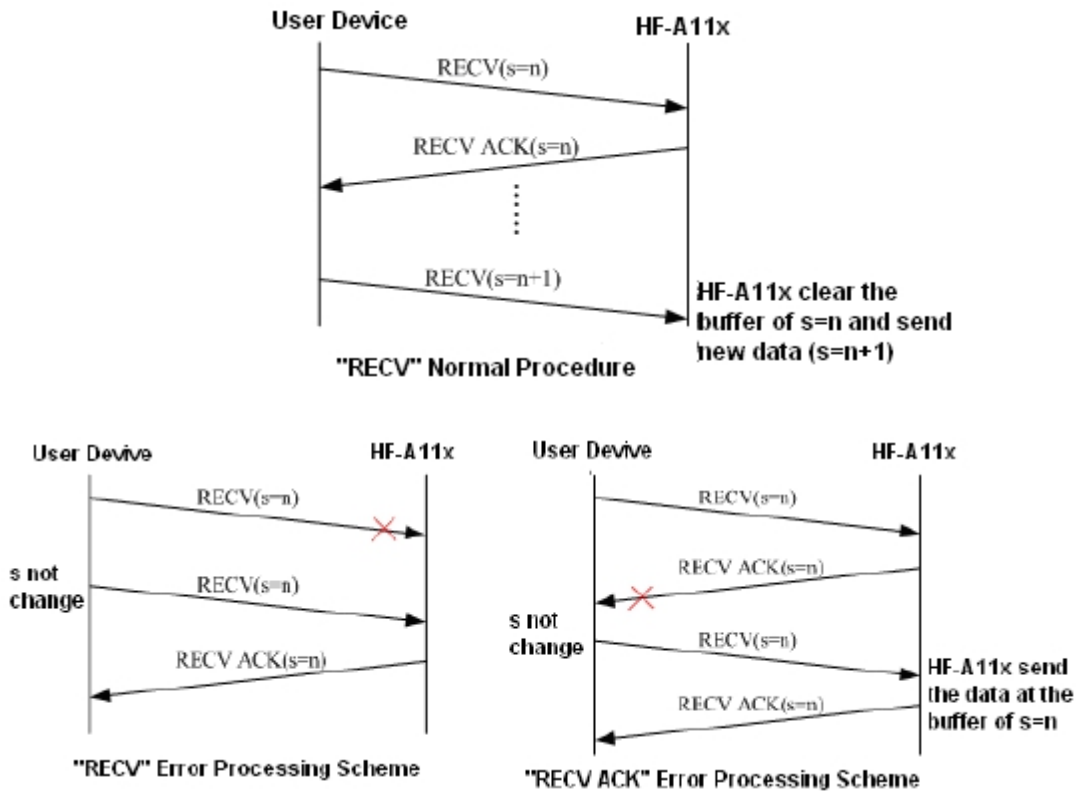 User Device
HF-A11x
RECV(s=n)
RECV ACK(s=n)
RECV(s=n+1)
HF-A11x clear the
buffer of s=n and send
new data (s=n+1)
"RECV" Normal Procedure
User Devive
HF-A11x
RECV(s=n)
s not
change
RECV(s=n)
RECV ACK(s=n)
"RECV" Error Processing Scheme
User Devive
HF-A11x
RECV(s=n)
RECV ACK(s=n)
s not
change
RECV(s=n)
HF-A11x send
the data at the
buffer of s=n
RECV ACK(s=n)
"RECV ACK" Error Processing Scheme